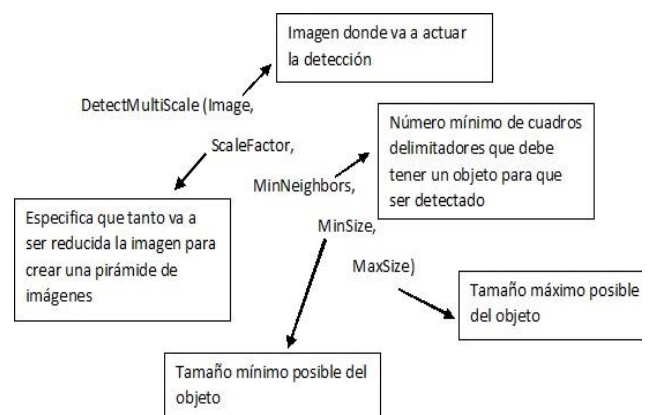 Imagen donde va a actuar
la detección
DetectMultiScale (Image,
ScaleFactor,
MinNeighbors,
MinSize,
MaxSize)
Número mínimo de cuadros
delimitadores que debe
tener un objeto para que
ser detectado
Especifica que tanto va a
ser reducida la imagen para
crear una pirámide de
imágenes
Tamaño máximo posible
del objeto
Tamaño mínimo posible del
objeto